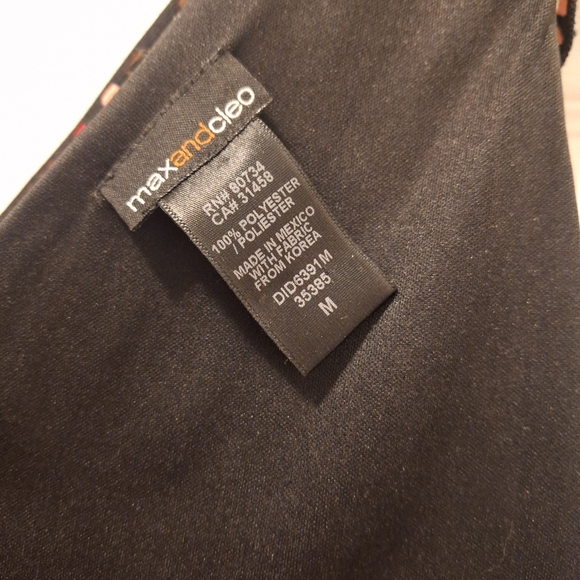 maxandcleo
RN# 80734
CA# 31458
100% POLYESTER
/ POLIESTER
MADE IN MEXICO
WITH FABRIC
FROM KOREA
DID6391M
35385
M